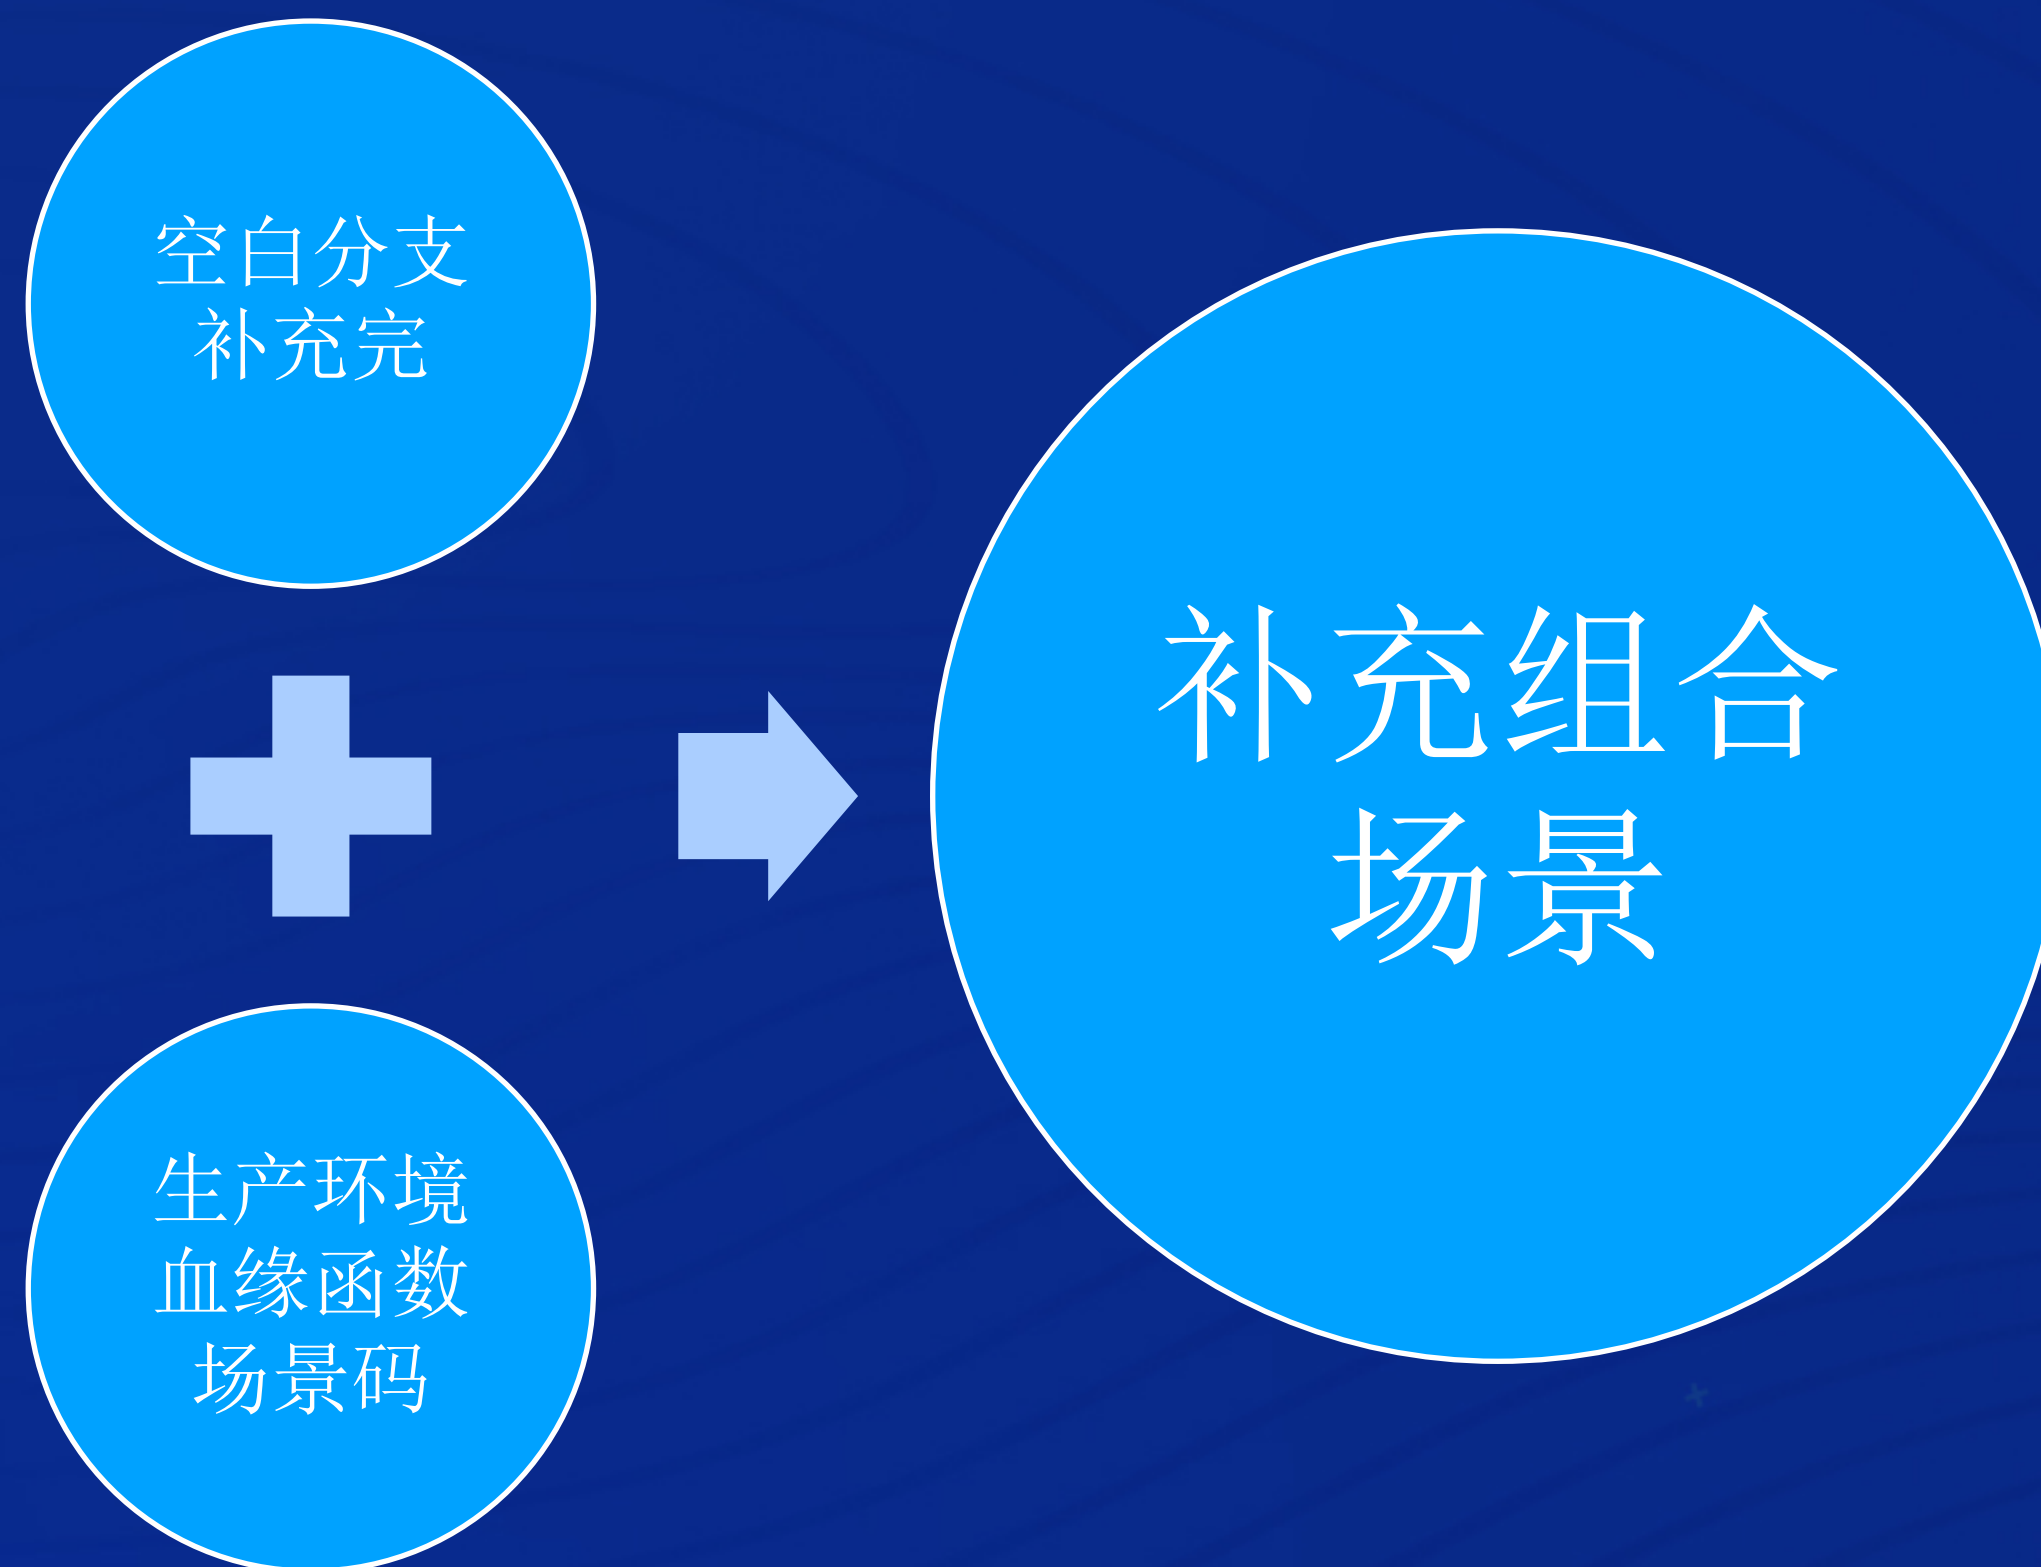 空白分支
补充完
生产环境
血缘函数
场景码
补充组合
场景